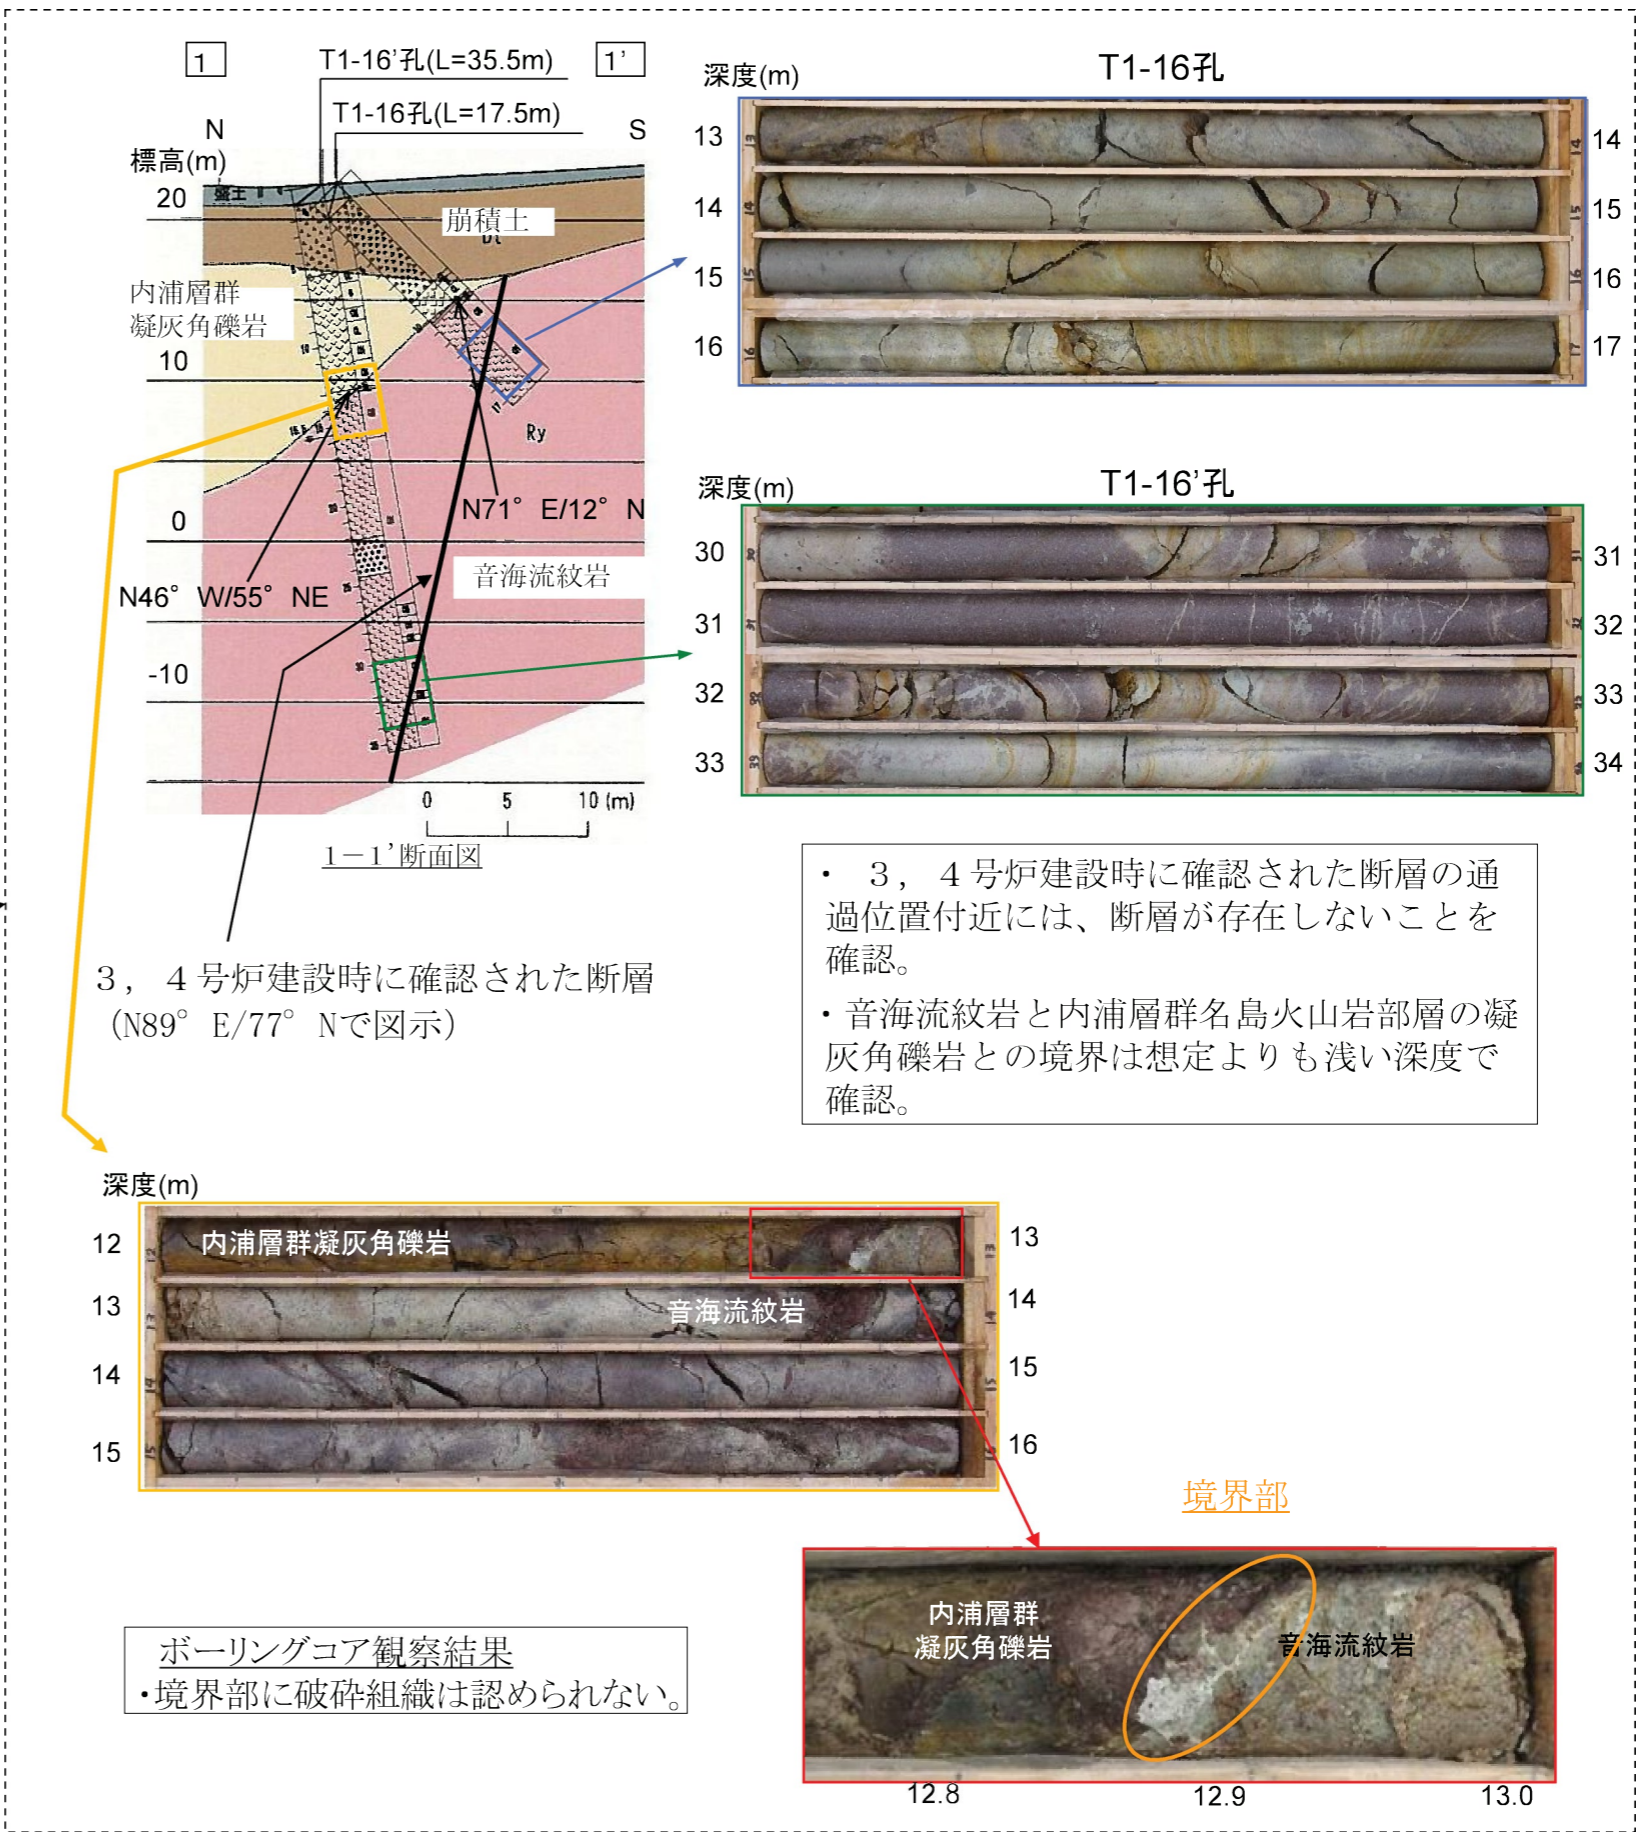 1
T1-16’孔(L=35.5m)
1’
T1-16孔(L=17.5m)
N
S
標高(m)
20
盛土
崩積土
内浦層群
凝灰角礫岩
10
Ry
N71° E/12° N
0
音海流紋岩
N46° W/55° NE
-10
0 5 10 (m)
1－1’断面図
3，4号炉建設時に確認された断層
(N89° E/77° Nで図示)
深度(m)
T1-16孔
13 14
14 15
15 16
16 17
深度(m)
T1-16’孔
30 31
31 32
32 33
33 34
・ 3，4号炉建設時に確認された断層の通
過位置付近には、断層が存在しないことを
確認。
・音海流紋岩と内浦層群名島火山岩部層の凝
灰角礫岩との境界は想定よりも浅い深度で
確認。
深度(m)
12 内浦層群凝灰角礫岩 13
13 音海流紋岩 14
14 15
15 16
境界部
内浦層群
凝灰角礫岩
音海流紋岩
12.8 12.9 13.0
ボーリングコア観察結果
・境界部に破砕組織は認められない。